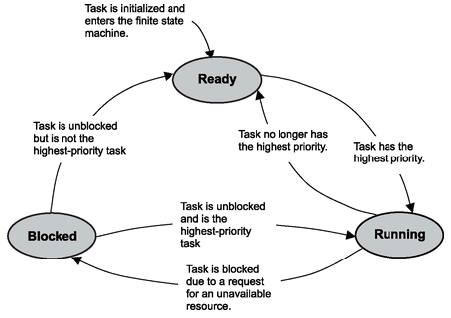 Task is initialized and
enters the finite state
machine.
Ready
Task is unblocked
but is not the
highest-priority task
Task no longer has
the highest priority.
Task has the
highest priority.
Task is unblocked
and is the
highest-priority
task
Blocked
Running
Task is blocked
due to a request
for an unavailable
resource.